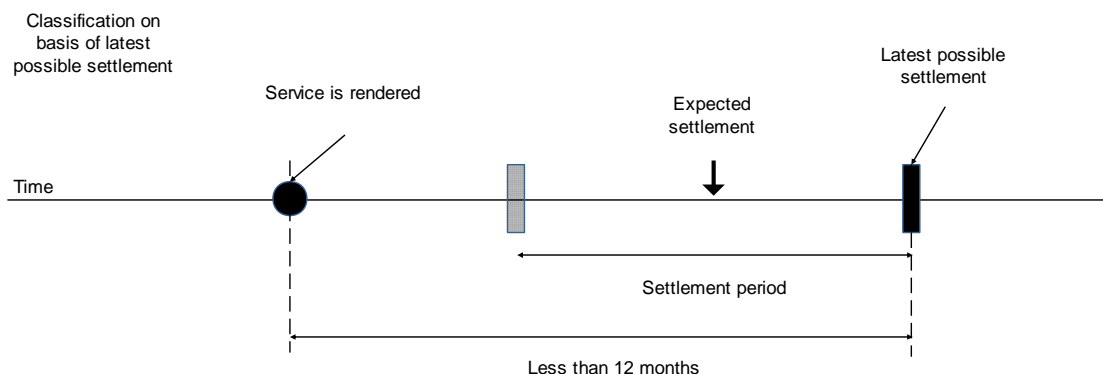 Classification on
basis of latest
possible settlement
Service is rendered
Expected
settlement
Latest possible
settlement
Time
Settlement period
Less than 12 months